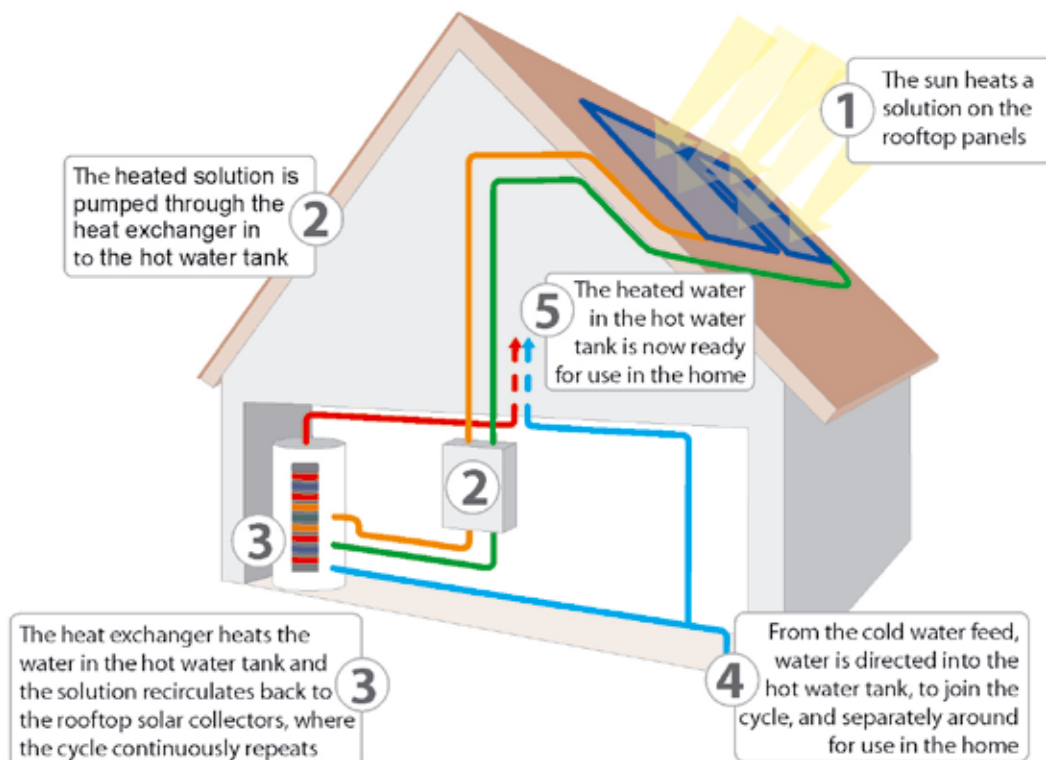 1
The sun heats a
solution on the
rooftop panels
The heated solution is
pumped through the
heat exchanger in
to the hot water tank
2
5
The heated water
in the hot water
tank is now ready
for use in the home
2
3
The heat exchanger heats the
water in the hot water tank and
the solution recirculates back to
the rooftop solar collectors, where
the cycle continuously repeats
3
4
From the cold water feed,
water is directed into the
hot water tank, to join the
cycle, and separately around
for use in the home